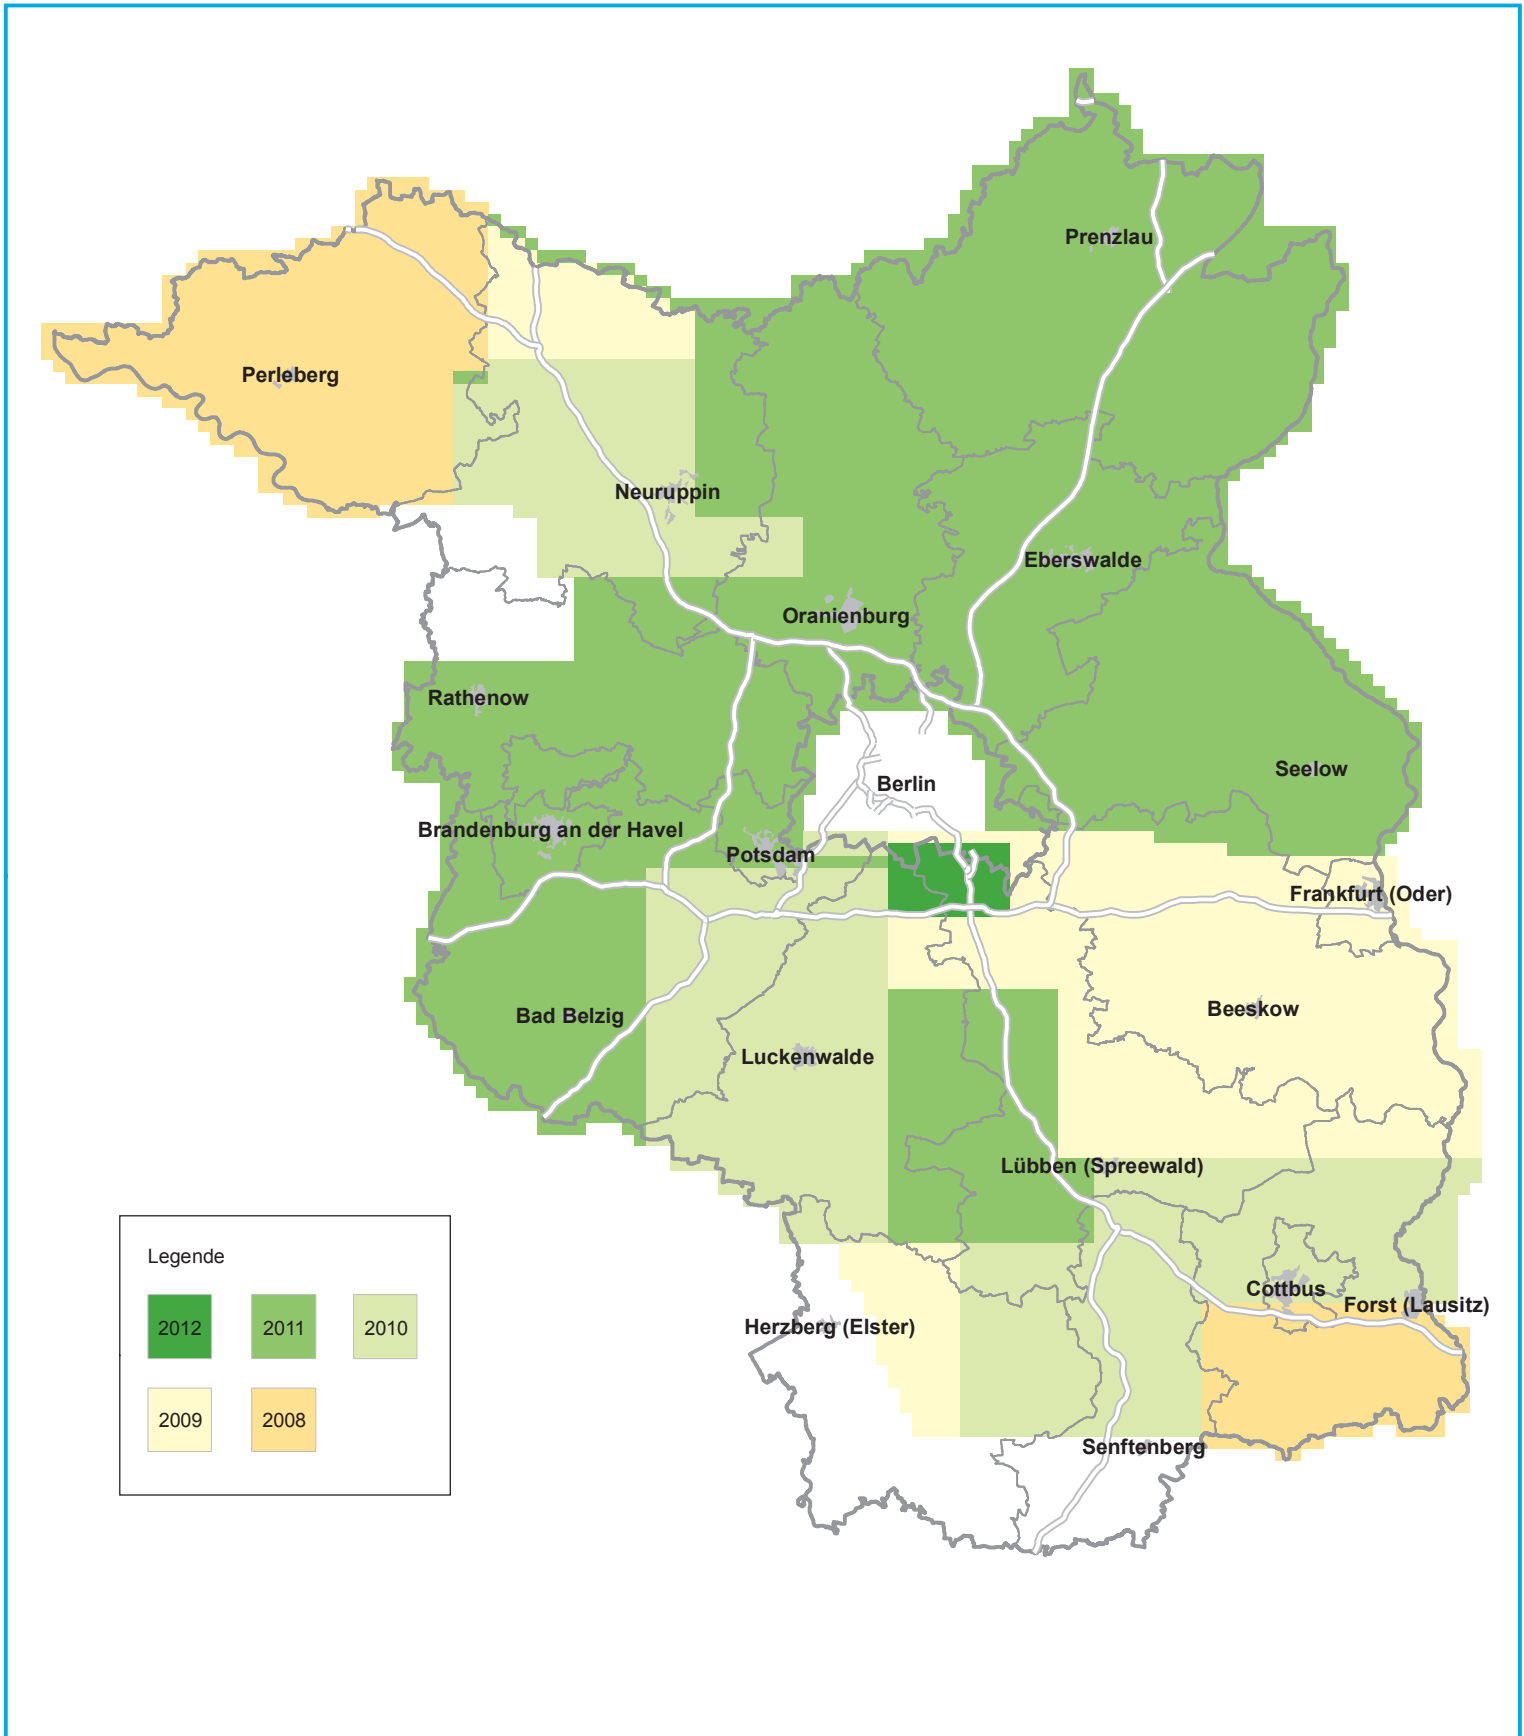 Prenzlau
Perleberg
Neuruppin
Eberswalde
Oranienburg
Rathenow
Seelow
Berlin
Brandenburg an der Havel
Potsdam
Frankfurt (Oder)
Beeskow
Bad Belzig
Luckenwalde
Lübben (Spreewald)
Cottbus
Forst (Lausitz)
Herzberg (Elster)
Senftenberg
Legende
2012 2011 2010
2009 2008